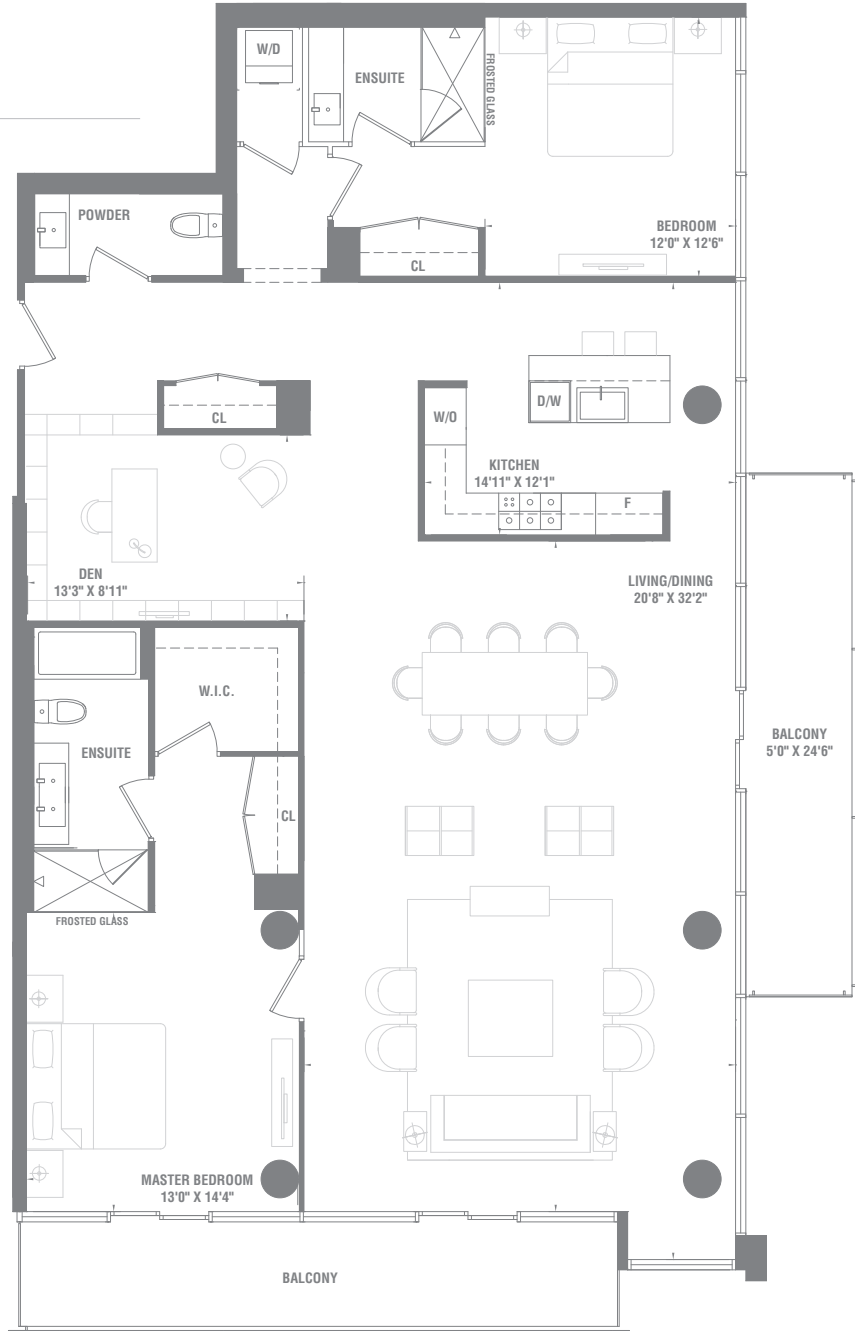 W/D
ENSUITE
FROSTED GLASS
POWDER
BEDROOM
12'0" X 12'6"
CL
CL
W/O
D/W
KITCHEN
14'11" X 12'1"
F
DEN
13'3" X 8'11"
LIVING/DINING
20'8" X 32'2"
W.I.C.
ENSUITE
BALCONY
5'0" X 24'6"
CL
FROSTED GLASS
MASTER BEDROOM
13'0" X 14'4"
BALCONY